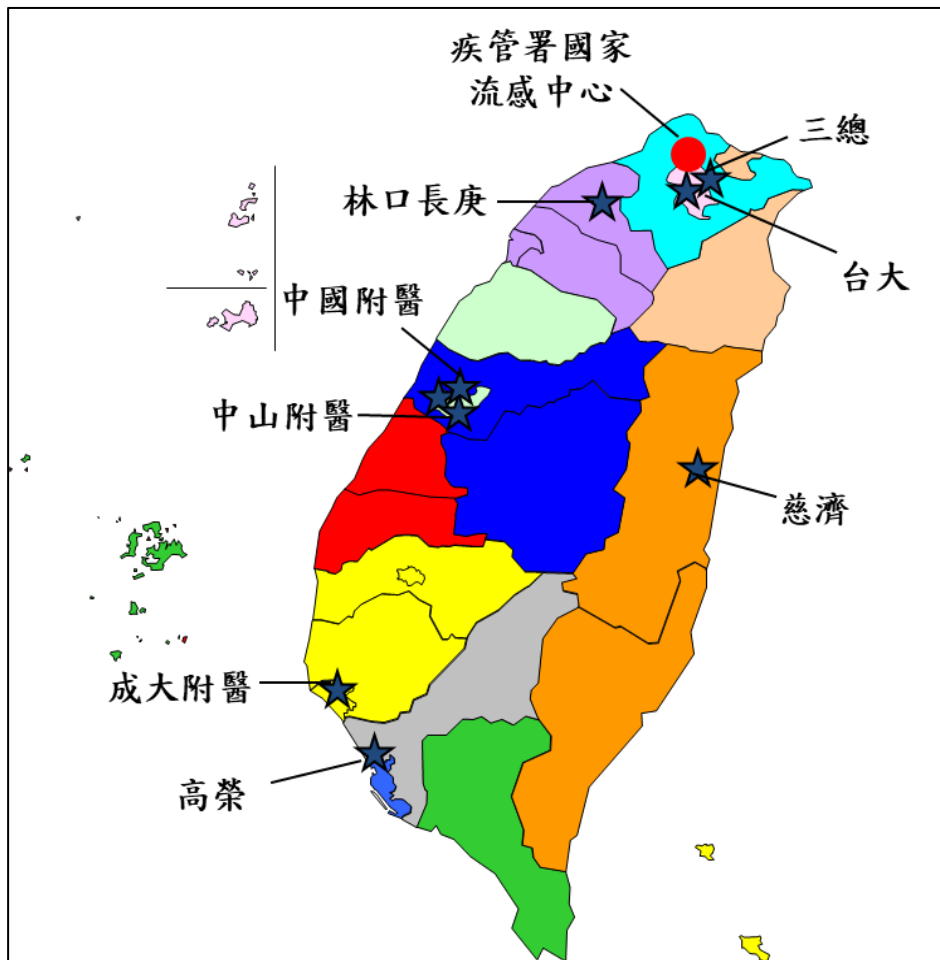 疾管署國家
流感中心
三總
林口長庚
台大
中國附醫
中山附醫
慈濟
成大附醫
高榮